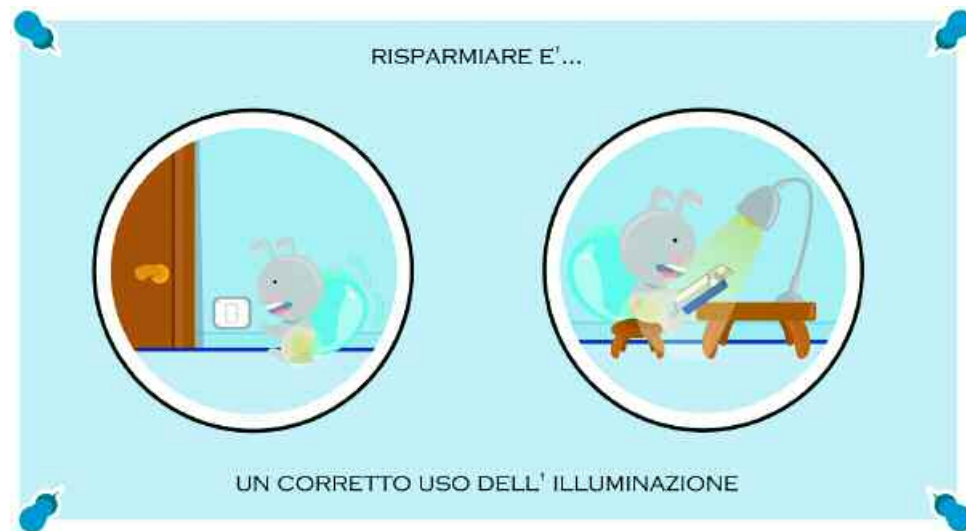 RISPARMIARE E'...
UN CORRETTO USO DELL' ILLUMINAZIONE